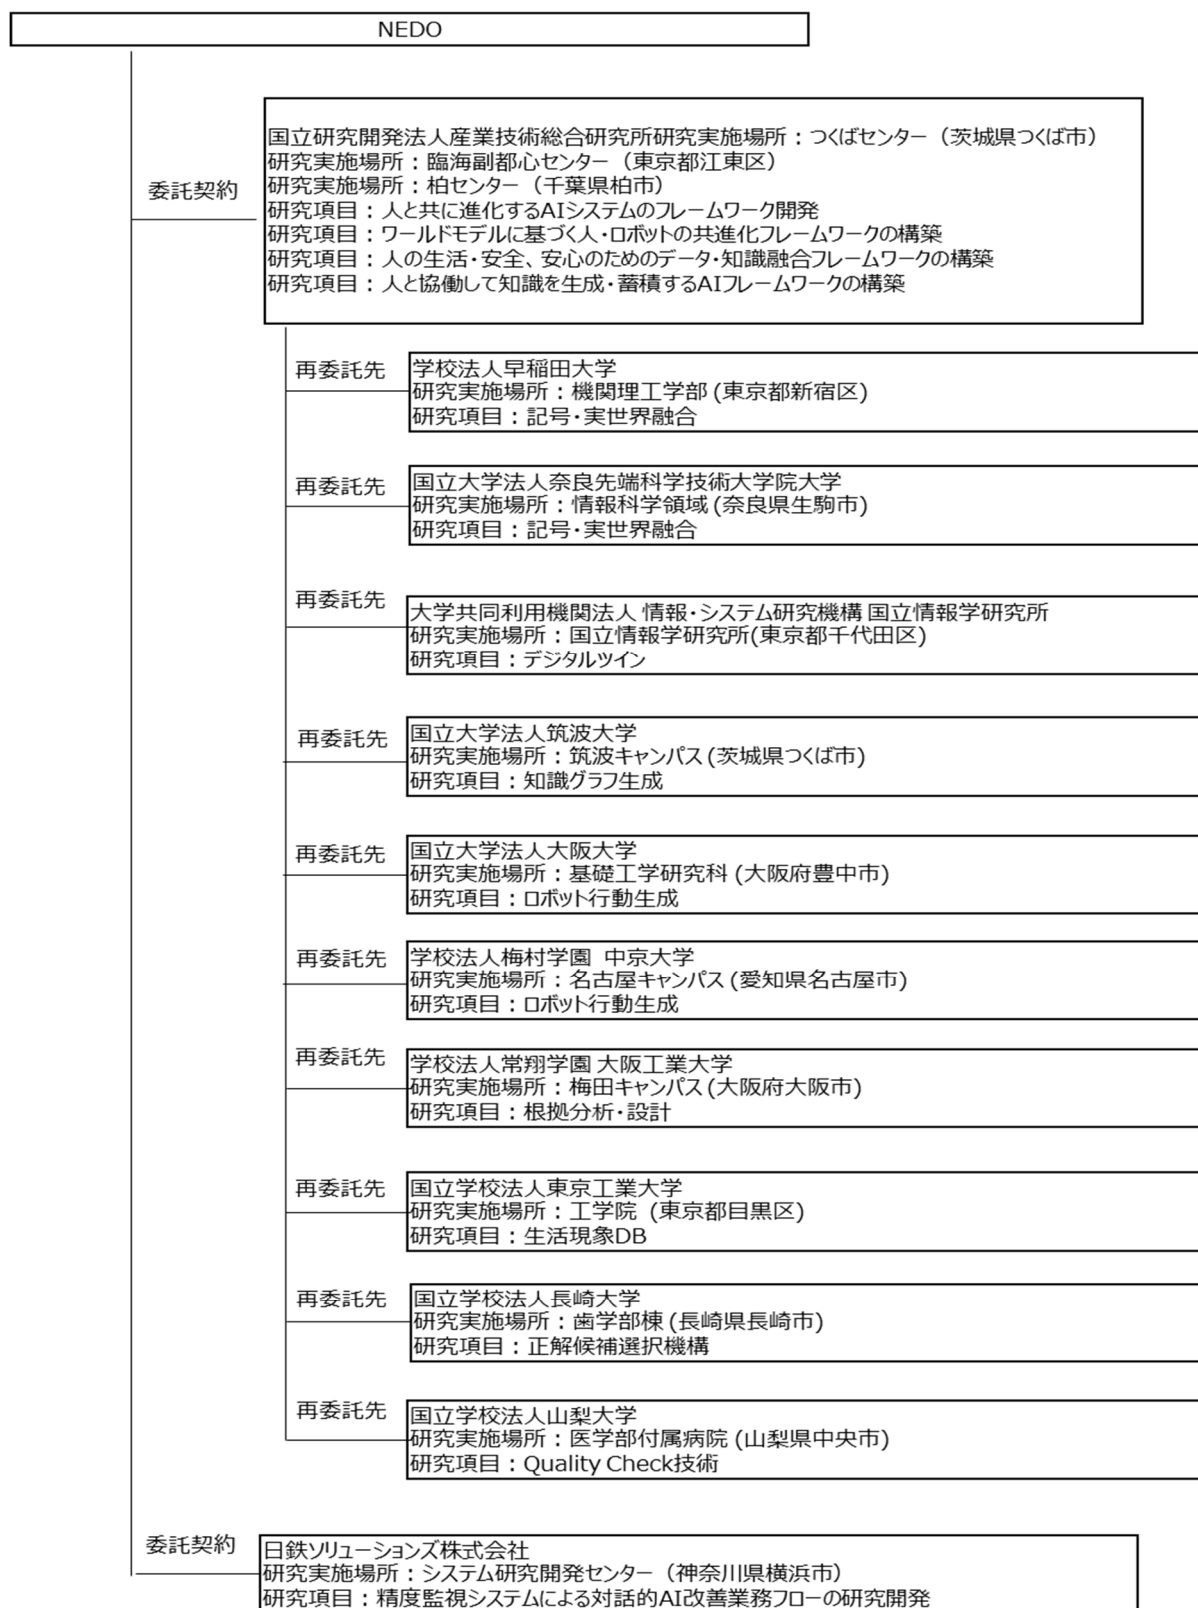 NEDO
委託契約
国立研究開発法人産業技術総合研究所研究実施場所：つくばセンター（茨城県つくば市）
研究実施場所：臨海副都心センター（東京都江東区）
研究実施場所：柏センター（千葉県柏市）
研究項目：人と共に進化するAIシステムのフレームワーク開発
研究項目：ワールドモデルに基づく人・ロボットの共進化フレームワークの構築
研究項目：人の生活・安全、安心のためのデータ・知識融合フレームワークの構築
研究項目：人と協働して知識を生成・蓄積するAIフレームワークの構築
再委託先
学校法人早稲田大学
研究実施場所：機関理工学部 (東京都新宿区)
研究項目：記号・実世界融合
再委託先
国立大学法人奈良先端科学技術大学院大学
研究実施場所：情報科学領域 (奈良県生駒市)
研究項目：記号・実世界融合
再委託先
大学共同利用機関法人 情報・システム研究機構 国立情報学研究所
研究実施場所：国立情報学研究所(東京都千代田区)
研究項目：デジタルツイン
再委託先
国立大学法人筑波大学
研究実施場所：筑波キャンパス (茨城県つくば市)
研究項目：知識グラフ生成
再委託先
国立大学法人大阪大学
研究実施場所：基礎工学研究科 (大阪府豊中市)
研究項目：ロボット行動生成
再委託先
学校法人梅村学園 中京大学
研究実施場所：名古屋キャンパス (愛知県名古屋市)
研究項目：ロボット行動生成
再委託先
学校法人常翔学園 大阪工業大学
研究実施場所：梅田キャンパス (大阪府大阪市)
研究項目：根拠分析・設計
再委託先
国立学校法人東京工業大学
研究実施場所：工学院 (東京都目黒区)
研究項目：生活現象DB
再委託先
国立学校法人長崎大学
研究実施場所：歯学部棟 (長崎県長崎市)
研究項目：正解候補選択機構
再委託先
国立学校法人山梨大学
研究実施場所：医学部付属病院 (山梨県中央市)
研究項目：Quality Check技術
委託契約
日鉄ソリューションズ株式会社
研究実施場所：システム研究開発センター（神奈川県横浜市）
研究項目：精度監視システムによる対話的AI改善業務フローの研究開発